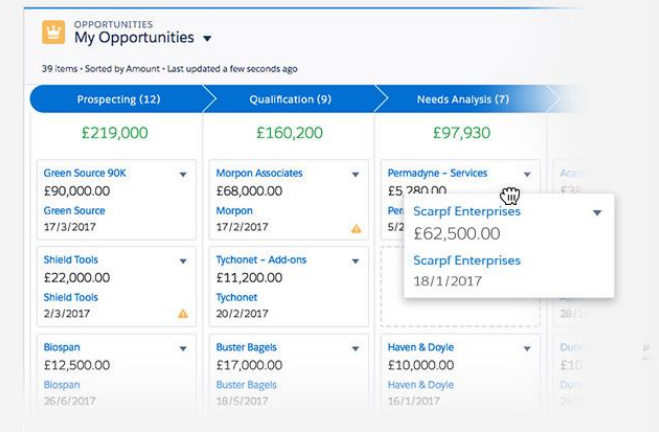 OPPORTUNITIES
My Opportunities
39 items • Sorted by Amount • Last updated a few seconds ago
Prospecting (12)
Qualification (9)
Needs Analysis (7)
£219,000
£160,200
£97,930
Green Source 90K
£90,000.00
Green Source
17/3/2017
Morpon Associates
£68,000.00
Morpon
17/2/2017
Permadyne – Services
£5,280.00
Scarpf Enterprises
£62,500.00
Scarpf Enterprises
18/1/2017
Shield Tools
£22,000.00
Shield Tools
2/3/2017
Tychonet – Add-ons
£11,200.00
Tychonet
20/2/2017
Biospan
£12,500.00
Biospan
26/6/2017
Buster Bagels
£17,000.00
Buster Bagels
18/5/2017
Haven & Doyle
£10,000.00
Haven & Doyle
16/1/2017